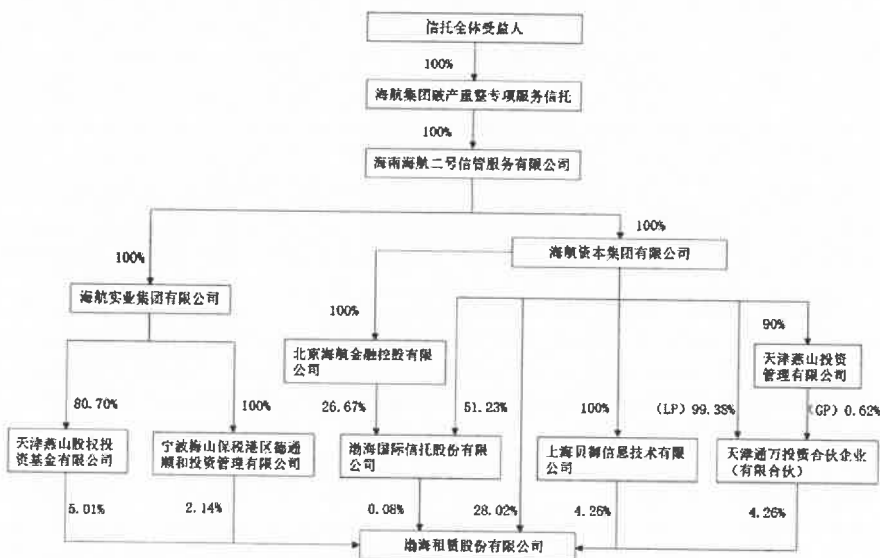 信托全体受益人
100%
海航集团破产重整专项服务信托
100%
海南海航二号信管服务有限公司
100%
100%
海航资本集团有限公司
海航实业集团有限公司
100%
90%
北京海航金融控股有限
公司
天津燕山投资
管理有限公司
80.70%
100%
26.67%
51.23%
100%
(LP) 99.38%
(GP) 0.62%
天津燕山股权投
资基金有限公司
宁波梅山保税港区德通
顺和投资管理有限公司
渤海国际信托股份有限
公司
上海贝御信息技术有限
公司
天津通万投资合伙企业
（有限合伙）
5.01%
2.14%
0.08%
28.02%
4.26%
4.26%
渤海租赁股份有限公司